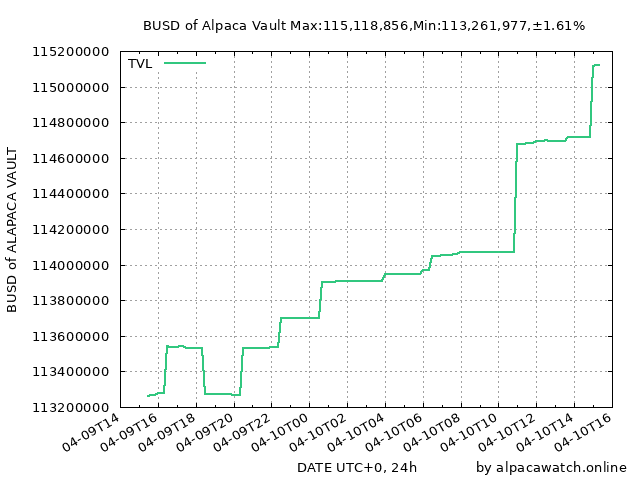 BUSD of Alpaca Vault Max:115,118,856,Min:113,261,977,±1.61%
TVL
BUSD of ALAPACA VAULT
115200000
115000000
114800000
114600000
114400000
114200000
114000000
113800000
113600000
113400000
113200000
04-09T14
04-09T16
04-09T18
04-09T20
04-09T22
04-10T00
04-10T02
04-10T04
04-10T06
04-10T08
04-10T10
04-10T12
04-10T14
04-10T16
DATE UTC+0, 24h
by alpacawatch.online